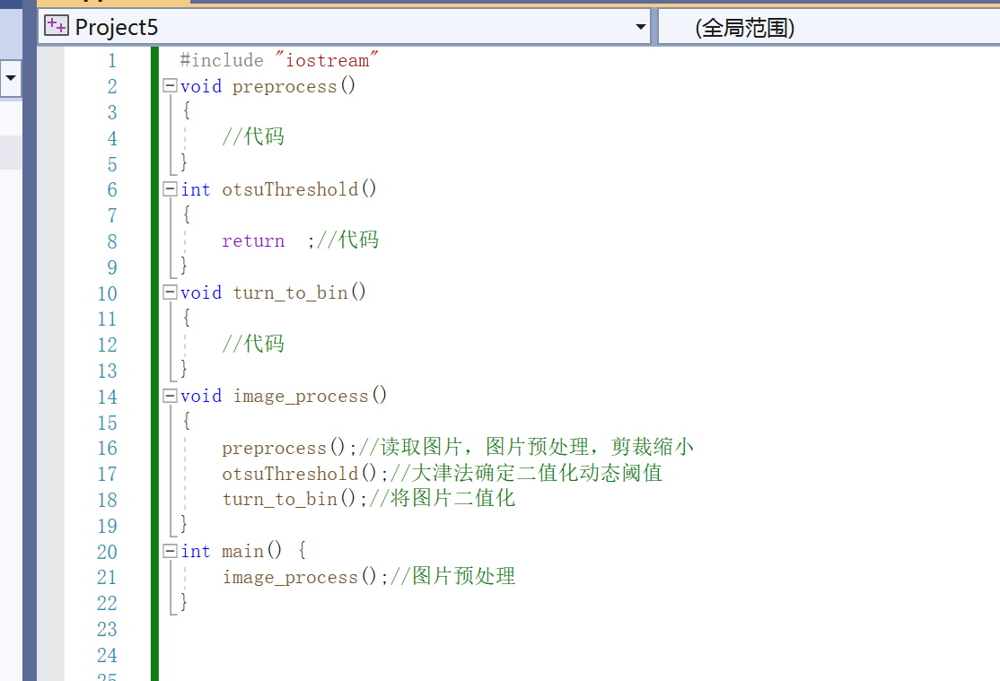 Project5
(全局范围)
1 #include "iostream"
2 void preprocess()
3 {
4 //代码
5 }
6 int otsuThreshold()
7 {
8 return ;//代码
9 }
10 void turn_to_bin()
11 {
12 //代码
13 }
14 void image_process()
15 {
16 preprocess();//读取图片，图片预处理，剪裁缩小
17 otsuThreshold();//大津法确定二值化动态阈值
18 turn_to_bin();//将图片二值化
19 }
20 int main() {
21 image_process();//图片预处理
22 }
23
24
25